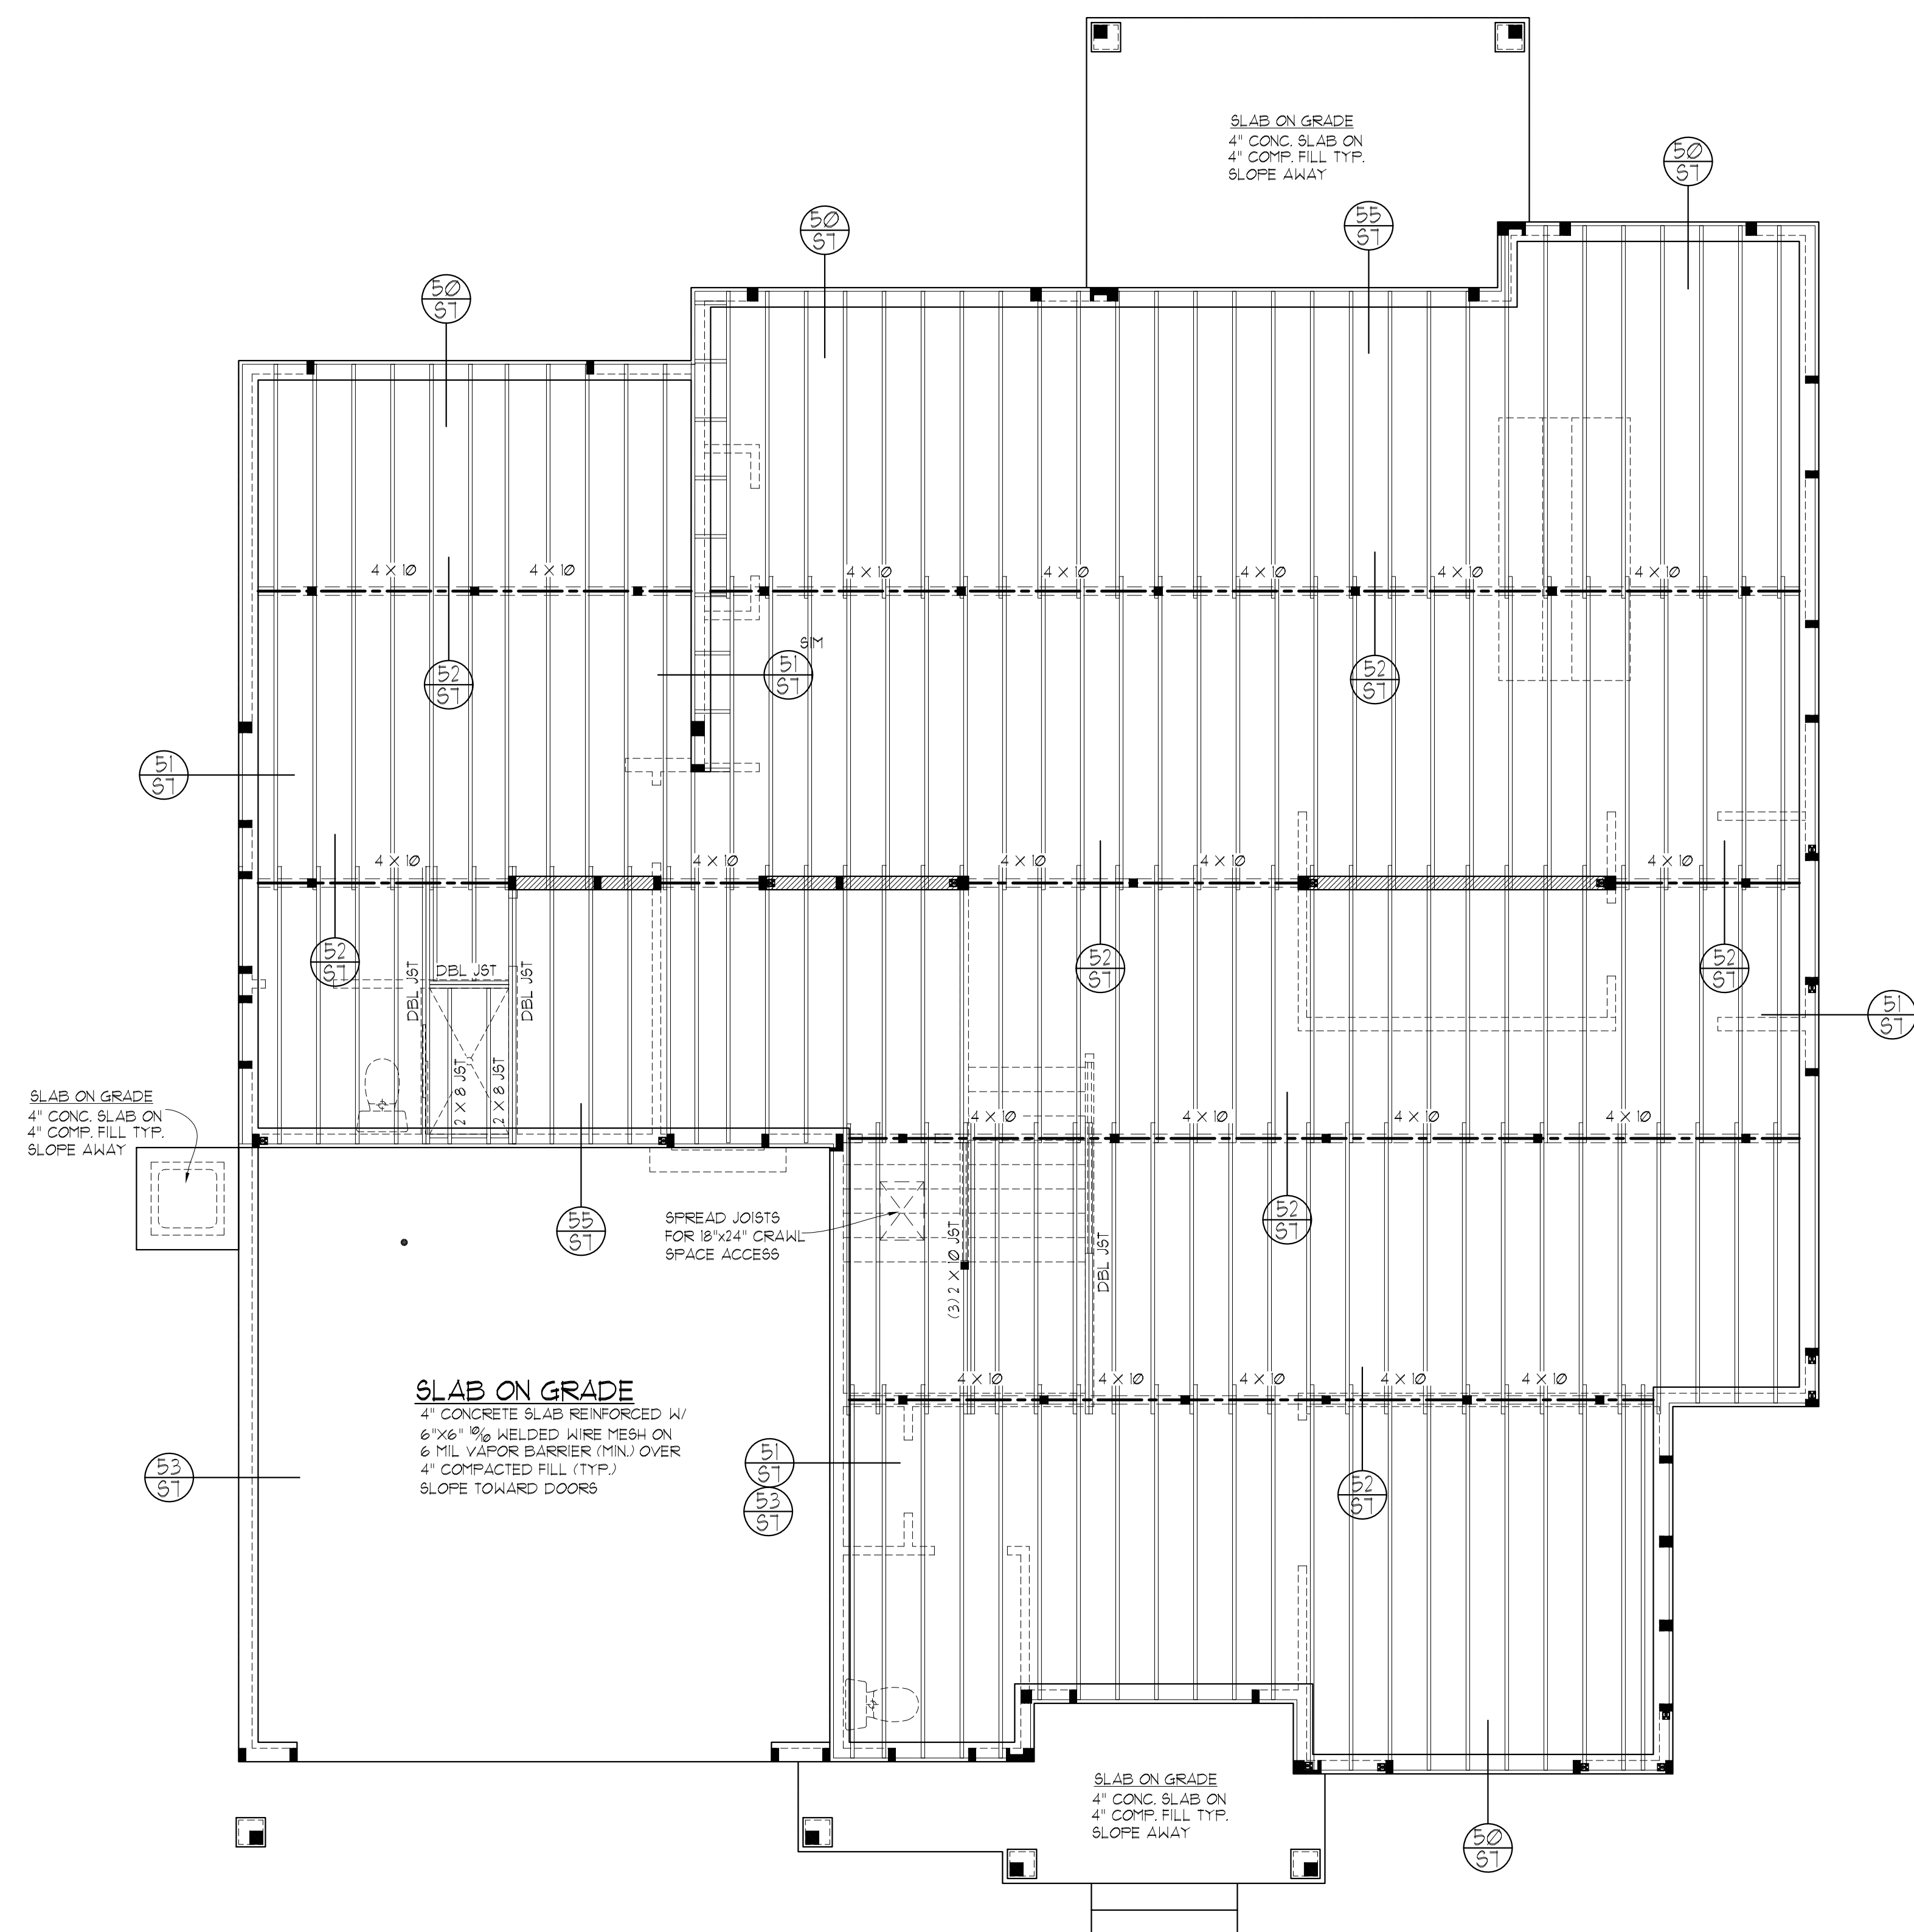 SLAB ON GRADE
4" CONC. SLAB ON
4" COMP. FILL TYP.
SLOPE AWAY
50
S7
50
S7
55
S7
50
S7
4 X 10
4 X 10
4 X 10
4 X 10
4 X 10
4 X 10
4 X 10
SIM
51
S7
52
S7
52
S7
51
S7
4 X 10
4 X 10
4 X 10
4 X 10
4 X 10
52
S7
52
S7
52
S7
51
S7
DBL JST
DBL JST
DBL JST
2 X 8 JST
2 X 8 JST
SLAB ON GRADE
4" CONC. SLAB ON
4" COMP. FILL TYP.
SLOPE AWAY
4 X 10
4 X 10
4 X 10
4 X 10
55
S7
SPREAD JOISTS
FOR 18"x24" CRAWL
SPACE ACCESS
(3) 2 X 10 JST
DBL JST
52
S7
4 X 10
4 X 10
4 X 10
4 X 10
4 X 10
SLAB ON GRADE
4" CONCRETE SLAB REINFORCED W/
6"X6" 10/10 WELDED WIRE MESH ON
6 MIL VAPOR BARRIER (MIN.) OVER
4" COMPACTED FILL (TYP.)
SLOPE TOWARD DOORS
53
S7
51
S7
53
S7
52
S7
SLAB ON GRADE
4" CONC. SLAB ON
4" COMP. FILL TYP.
SLOPE AWAY
50
S7